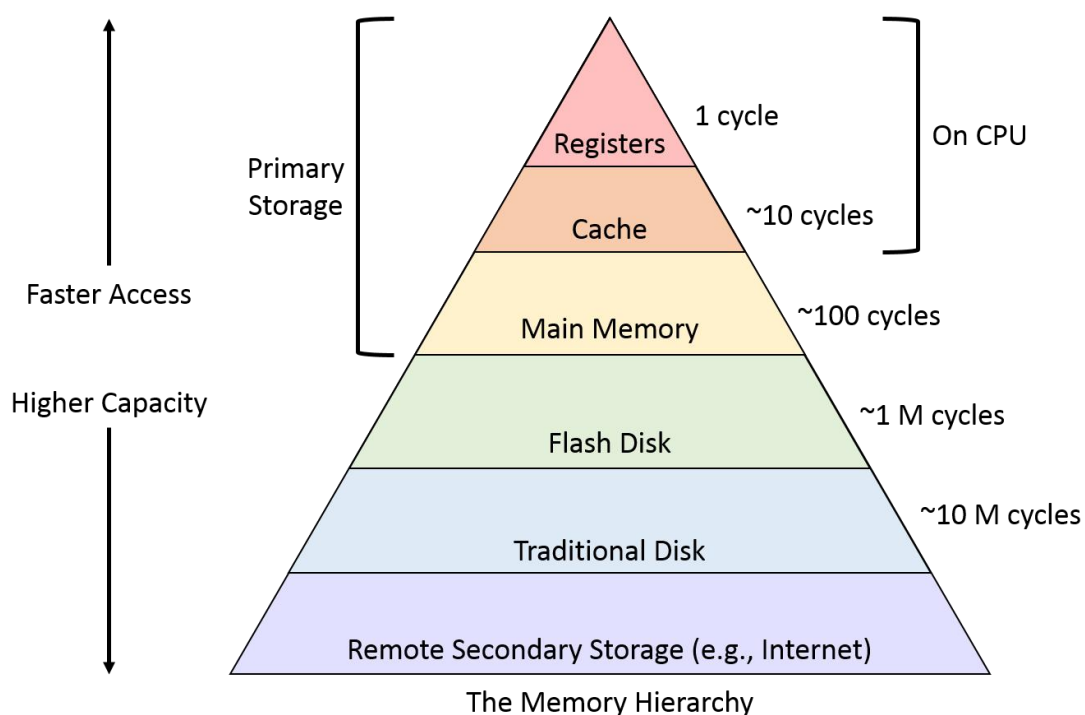 Primary
Storage
Faster Access
Higher Capacity
Registers
Cache
Main Memory
Flash Disk
Traditional Disk
Remote Secondary Storage (e.g., Internet)
1 cycle
~10 cycles
~100 cycles
~1 M cycles
~10 M cycles
On CPU
The Memory Hierarchy